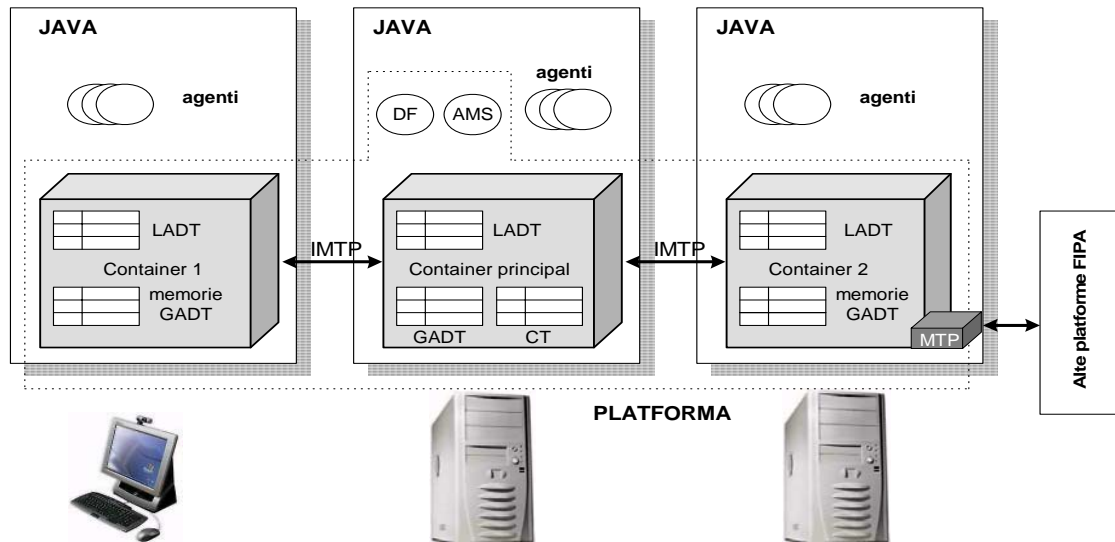 JAVA
agenti
LADT
Container 1
memorie
GADT
IMTP
JAVA
agenti
DF
AMS
LADT
Container principal
GADT
CT
IMTP
JAVA
agenti
LADT
Container 2
memorie
GADT
MTP
Alte platforme FIPA
PLATFORMA